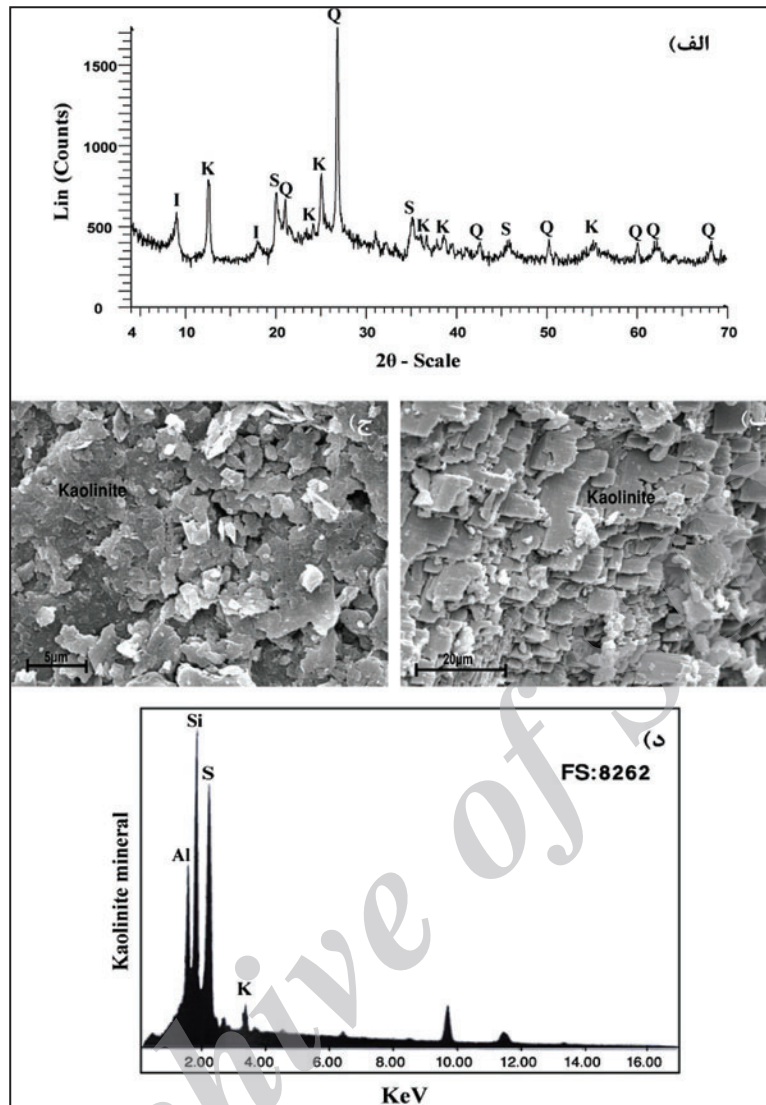 الف)
Q
1500
1000
500
0
Lin (Counts)
I
K
I
S
Q
K
K
S
K
K
Q
S
Q
K
Q
Q
Q
4
10
20
30
40
50
60
70
2θ - Scale
ج)
Kaolinite
5µm
Kaolinite
20µm
د)
FS:8262
Si
S
Al
K
Kaolinite mineral
2.00
4.00
6.00
8.00
10.00
12.00
14.00
16.00
KeV
hive of S